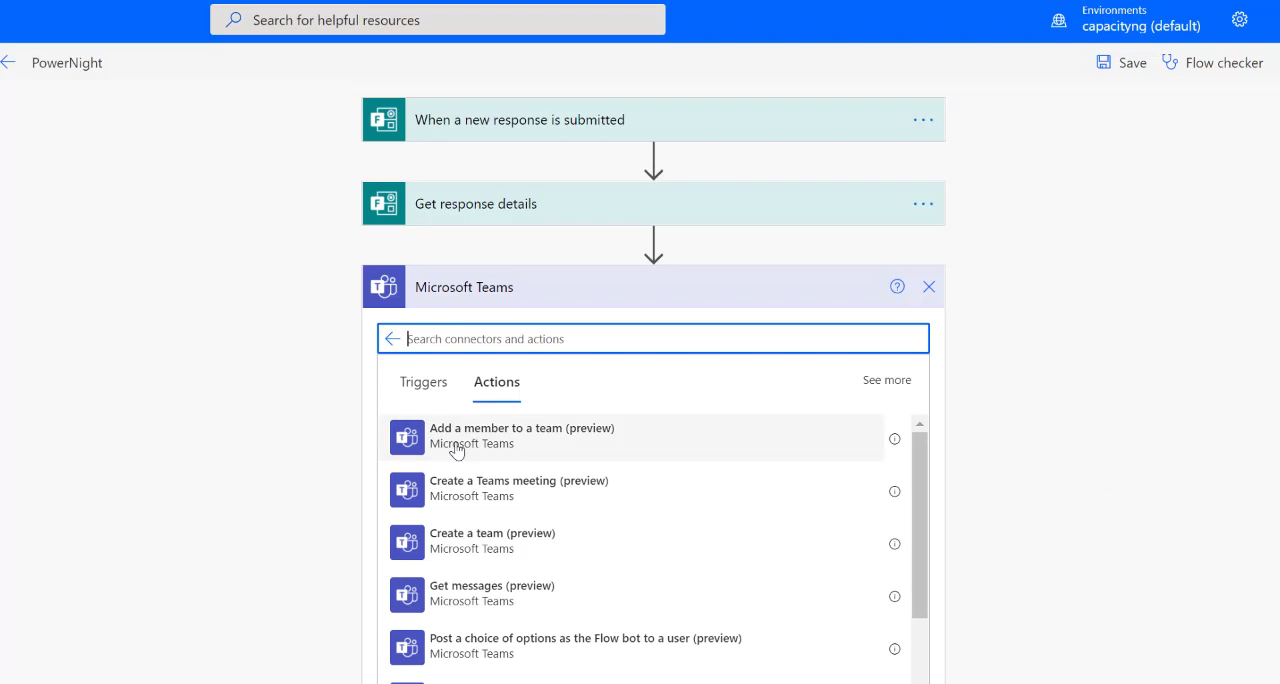 Search for helpful resources
Environments
capacityng (default)
PowerNight
Save
Flow checker
When a new response is submitted
Get response details
Microsoft Teams
Search connectors and actions
Triggers
Actions
See more
Add a member to a team (preview)
Microsoft Teams
Create a Teams meeting (preview)
Microsoft Teams
Create a team (preview)
Microsoft Teams
Get messages (preview)
Microsoft Teams
Post a choice of options as the Flow bot to a user (preview)
Microsoft Teams